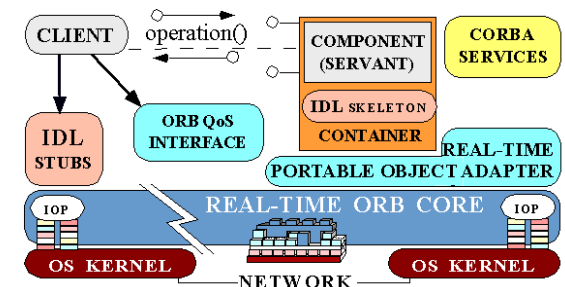 CLIENT
operation()
COMPONENT
(SERVANT)
CORBA
SERVICES
IDL SKELETON
CONTAINER
IDL
STUBS
ORB QoS
INTERFACE
REAL-TIME
PORTABLE OBJECT ADAPTER
IOP
REAL-TIME ORB CORE
IOP
OS KERNEL
NETWORK
OS KERNEL